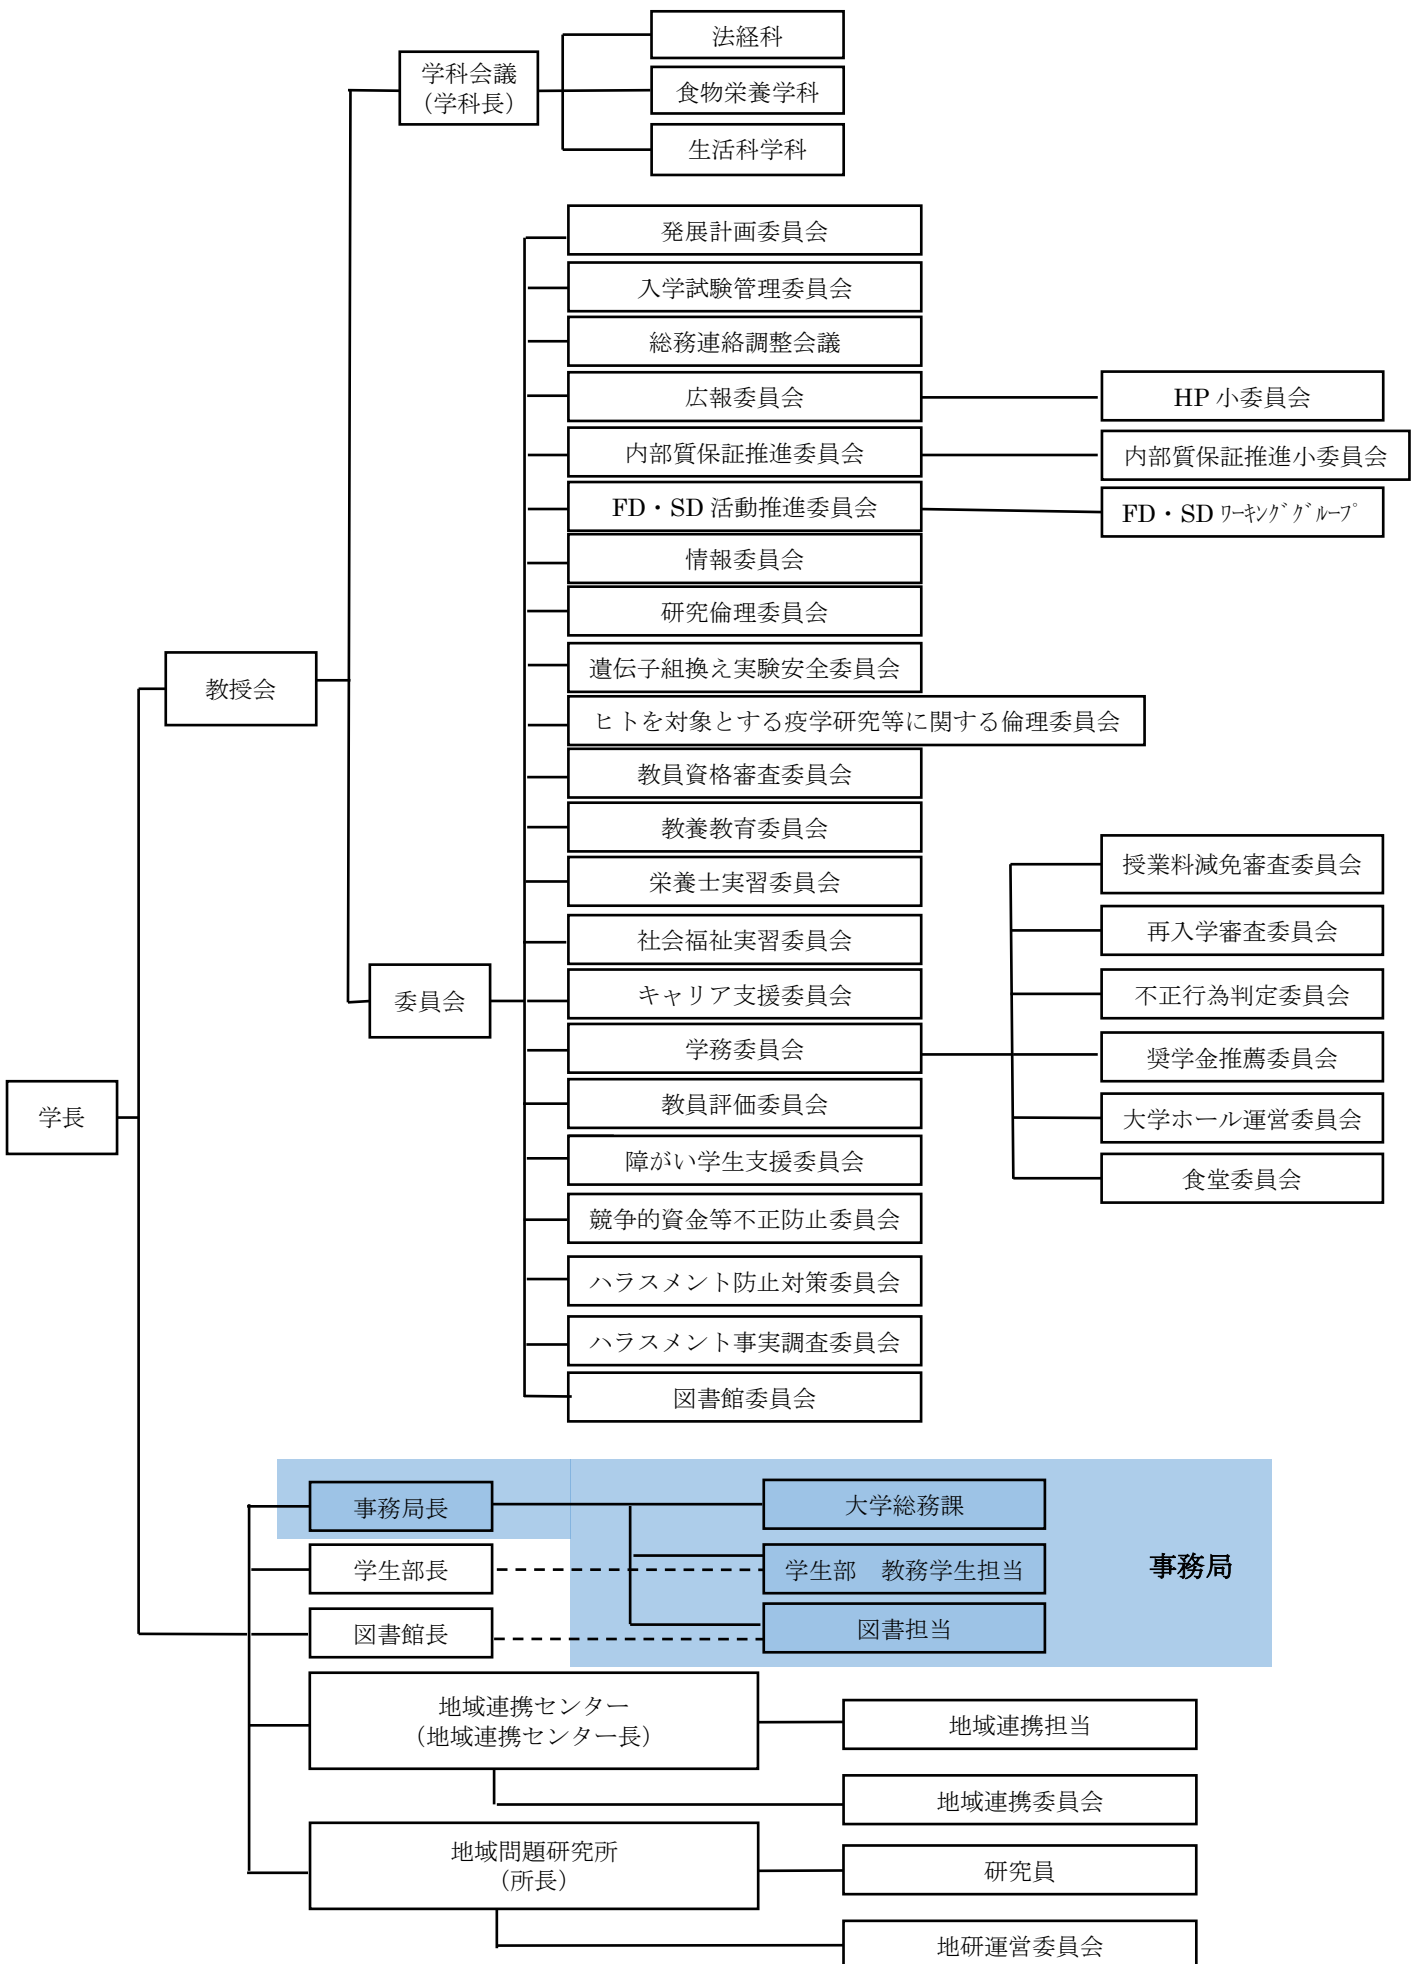 法経科
学科会議
（学科長）
食物栄養学科
生活科学科
発展計画委員会
入学試験管理委員会
総務連絡調整会議
広報委員会
HP 小委員会
内部質保証推進委員会
内部質保証推進小委員会
FD・SD 活動推進委員会
FD・SD ﾜｰｷﾝｸﾞｸﾞﾙｰﾌﾟ
情報委員会
研究倫理委員会
遺伝子組換え実験安全委員会
教授会
ヒトを対象とする疫学研究等に関する倫理委員会
教員資格審査委員会
教養教育委員会
栄養士実習委員会
社会福祉実習委員会
キャリア支援委員会
委員会
学務委員会
授業料減免審査委員会
再入学審査委員会
不正行為判定委員会
奨学金推薦委員会
大学ホール運営委員会
食堂委員会
教員評価委員会
学長
障がい学生支援委員会
競争的資金等不正防止委員会
ハラスメント防止対策委員会
ハラスメント事実調査委員会
図書館委員会
事務局長
大学総務課
学生部長
学生部　教務学生担当
事務局
図書館長
図書担当
地域連携センター
（地域連携センター長）
地域連携担当
地域連携委員会
地域問題研究所
（所長）
研究員
地研運営委員会